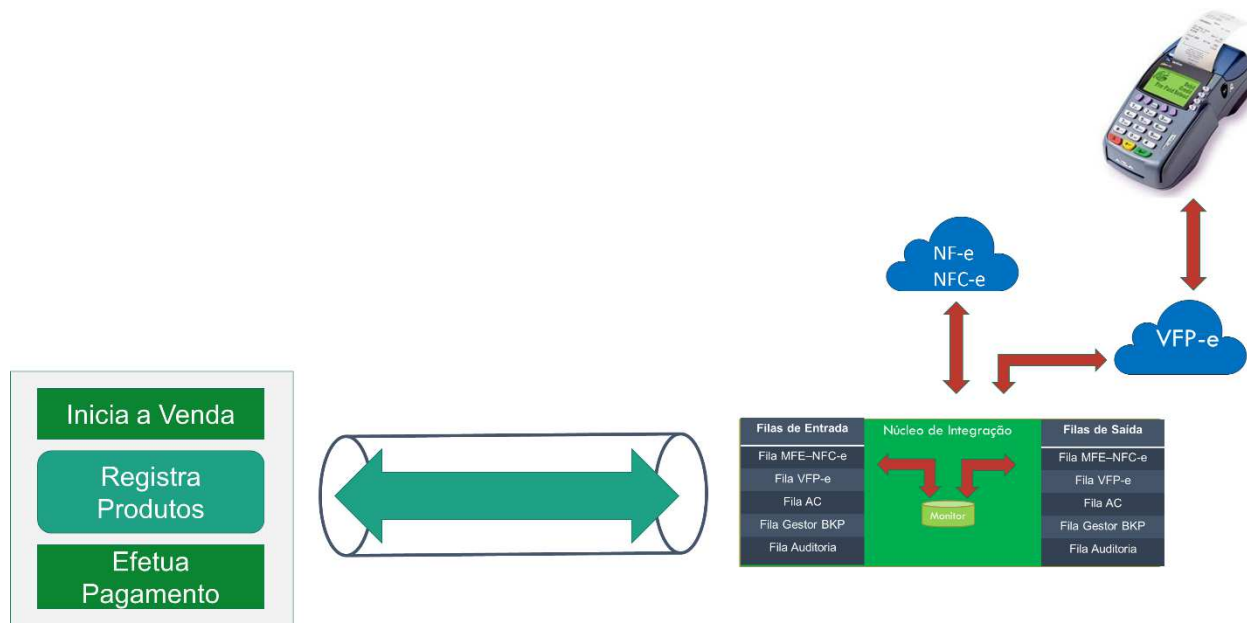 NF-e
NFC-e
VFP-e
Inicia a Venda
Registra
Produtos
Efetua
Pagamento
Filas de Entrada
Fila MFE–NFC-e
Fila VFP-e
Fila AC
Fila Gestor BKP
Fila Auditoria
Núcleo de Integração
Monitor
Filas de Saída
Fila MFE–NFC-e
Fila VFP-e
Fila AC
Fila Gestor BKP
Fila Auditoria